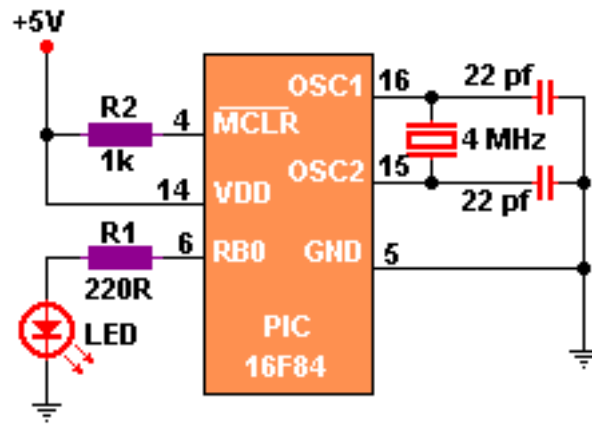 +5V
R2
1k
4
MCLR
14
VDD
R1
220R
6
RB0
LED
OSC1
16
22 pf
4 MHz
OSC2
15
22 pf
GND
5
PIC
16F84